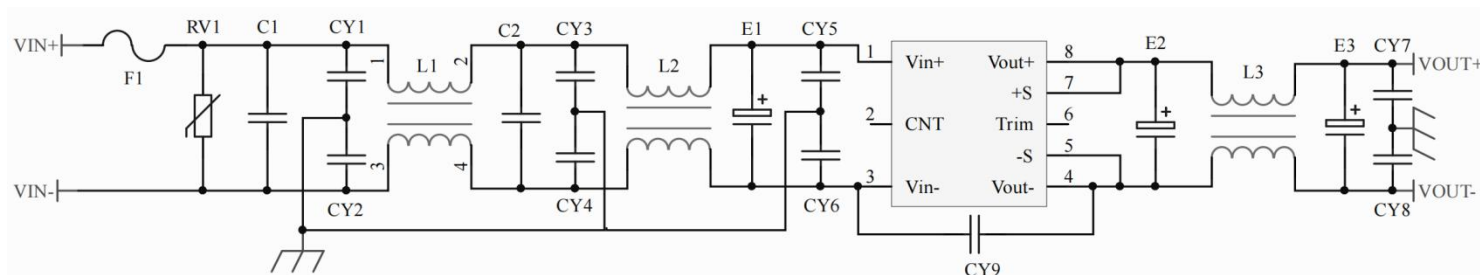 VIN+
F1
RV1
C1
CY1
1
2
L1
C2
CY3
L2
E1
+
CY5
1
Vin+
Vout+
8
E2
+
L3
E3
+
CY7
VOUT+
+S
7
2
CNT
Trim
6
-S
5
3
4
VIN-
CY2
CY4
CY6
3
Vin-
Vout-
4
CY8
VOUT-
CY9